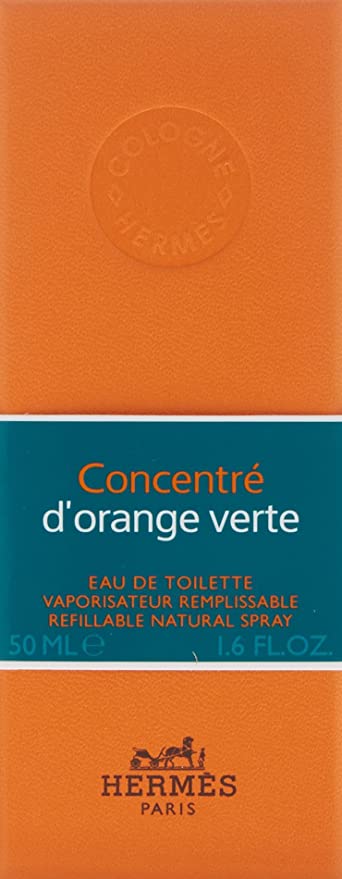 COLOGNE
HERMÈS
Concentré
d'orange verte
EAU DE TOILETTE
VAPORISATEUR REMPLISSABLE
REFILLABLE NATURAL SPRAY
50 ML ℮ 1.6 FL.OZ.
HERMÈS
PARIS